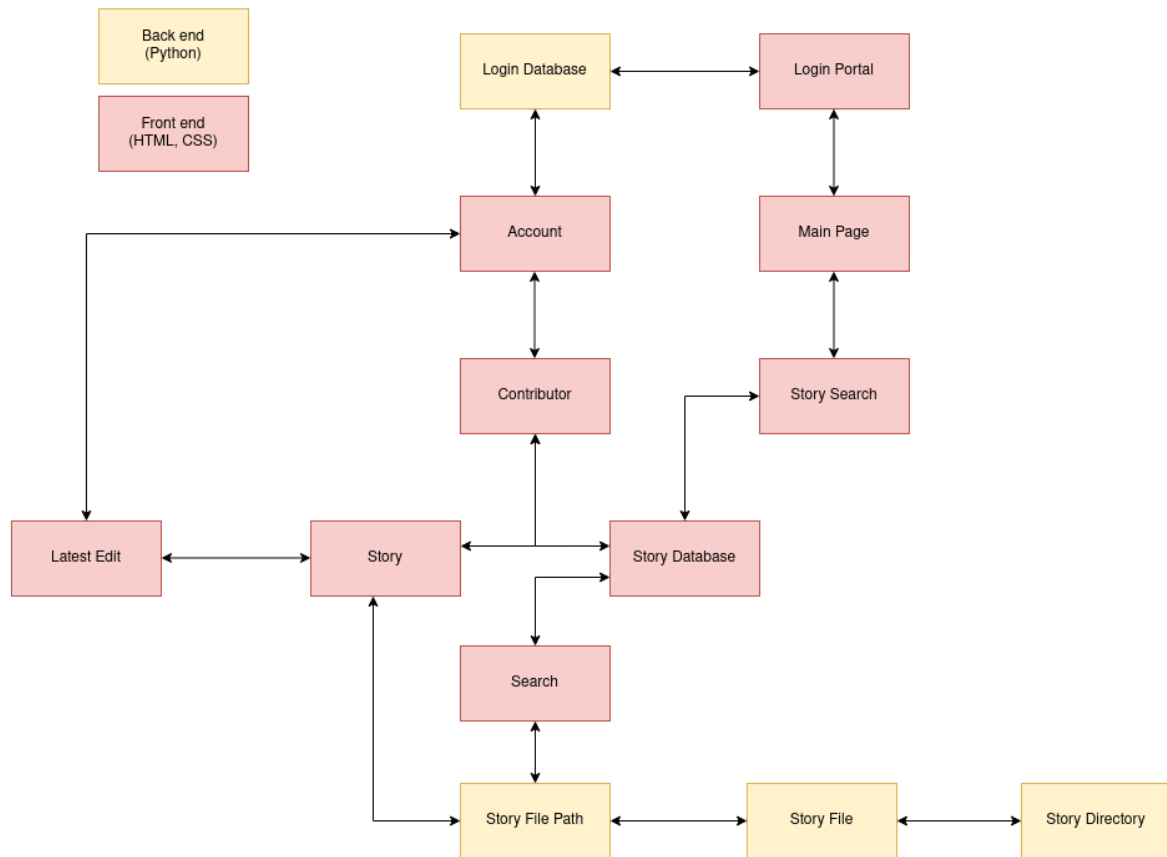 Back end
(Python)
Login Database
Login Portal
Front end
(HTML, CSS)
Account
Main Page
Contributor
Story Search
Latest Edit
Story
Story Database
Search
Story File Path
Story File
Story Directory